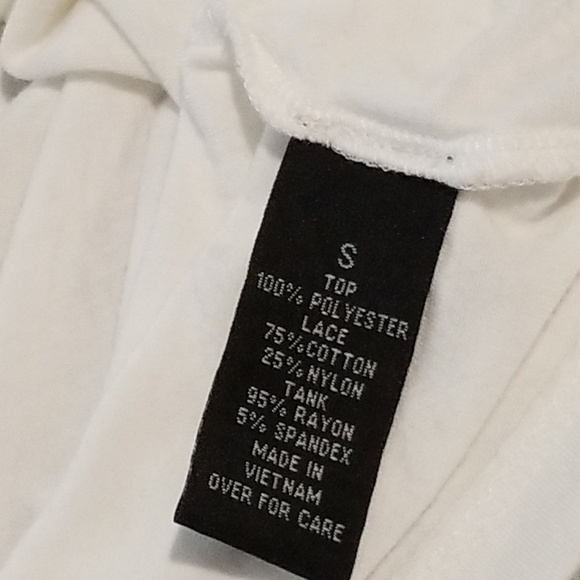 S
TOP
100% POLYESTER
LACE
75%COTTON
25%NYLON
TANK
95% RAYON
5% SPANDEX
MADE IN
VIETNAM
OVER FOR CARE